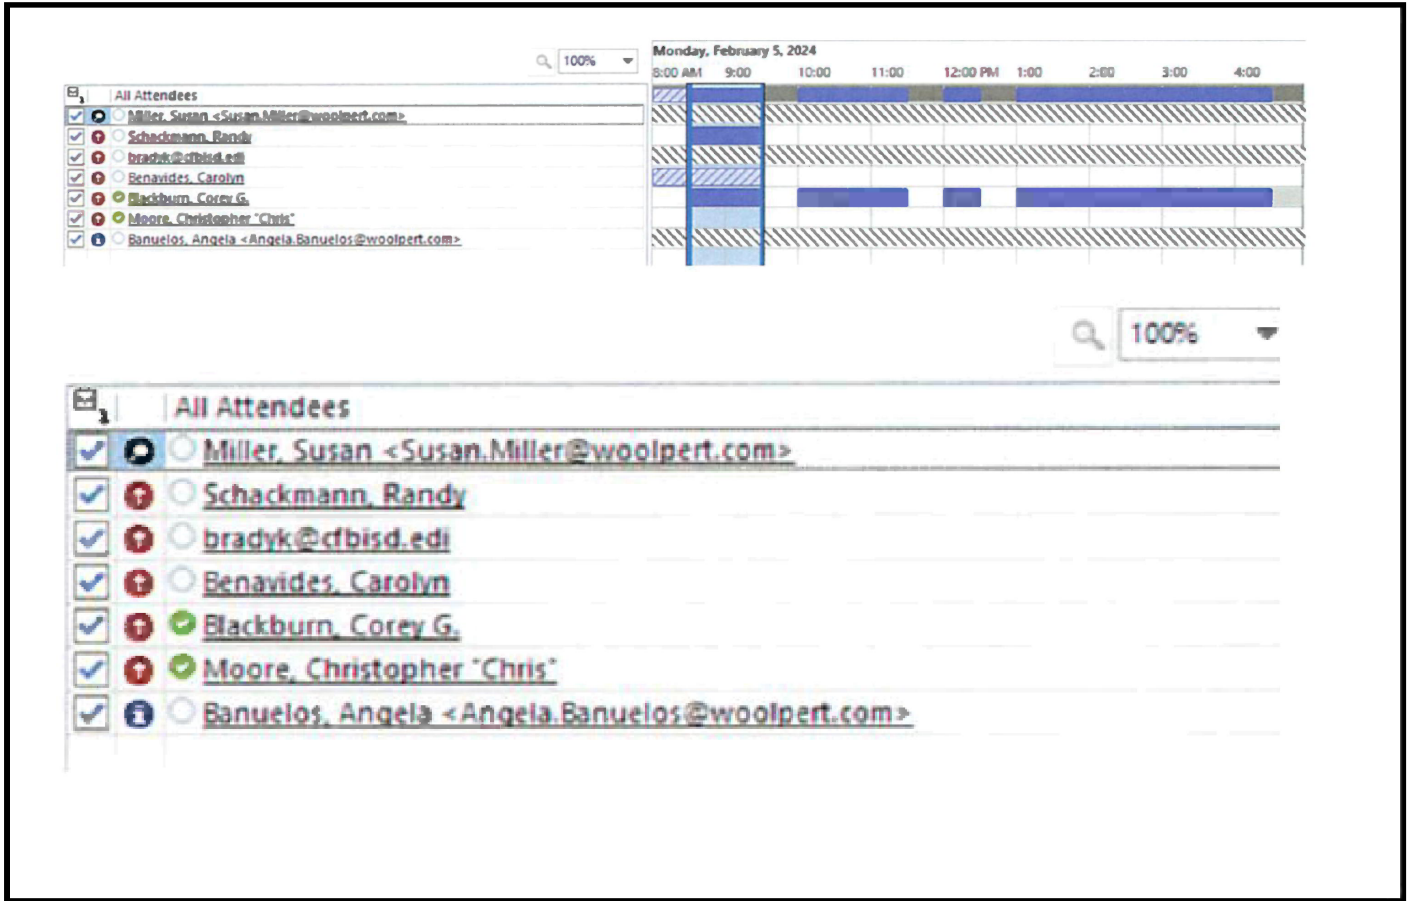 100%
Monday, February 5, 2024
8:00 AM 9:00 10:00 11:00 12:00 PM 1:00 2:00 3:00 4:00
All Attendees
Miller, Susan <Susan.Miller@woolpert.com>
Schackmann, Randy
bradyk@cfbisd.edi
Benavides, Carolyn
Blackburn, Corey G.
Moore, Christopher "Chris"
Banuelos, Angela <Angela.Banuelos@woolpert.com>
100%
All Attendees
Miller, Susan <Susan.Miller@woolpert.com>
Schackmann, Randy
bradyk@cfbisd.edi
Benavides, Carolyn
Blackburn, Corey G.
Moore, Christopher "Chris"
Banuelos, Angela <Angela.Banuelos@woolpert.com>